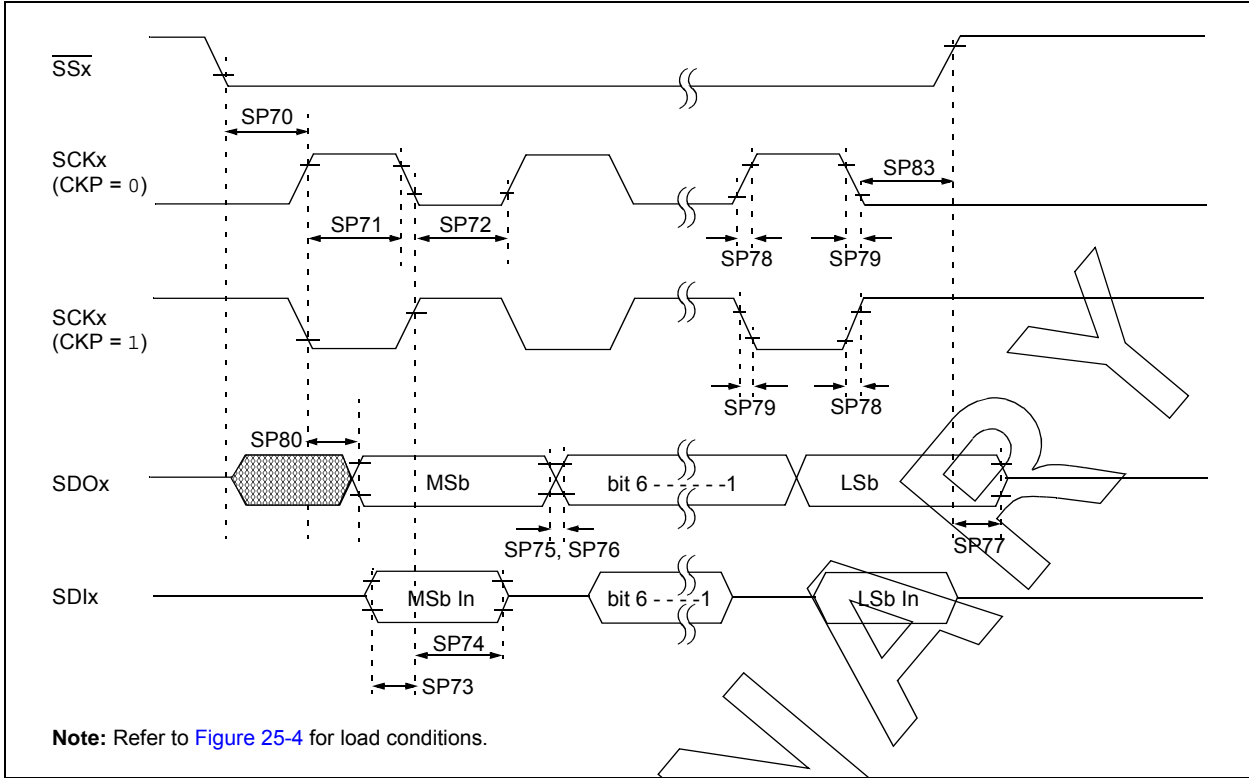 SSx
SP70
SCKx
(CKP = 0)
SP83
SP71
SP72
SP78
SP79
SCKx
(CKP = 1)
SP79
SP78
SP80
SDOx
MSb
bit 6 - - - - - -1
LSb
SP75, SP76
SP77
SDIx
MSb In
bit 6 - - - -1
LSb In
SP74
SP73
Note: Refer to Figure 25-4 for load conditions.